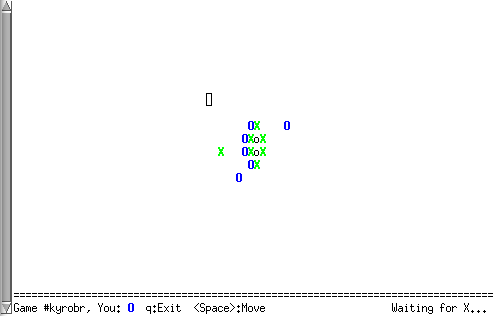 OX O
OXoX
X OXoX
OX
O
================================================================================
Game #kyrobr, You: O q:Exit <Space>:Move Waiting for X...